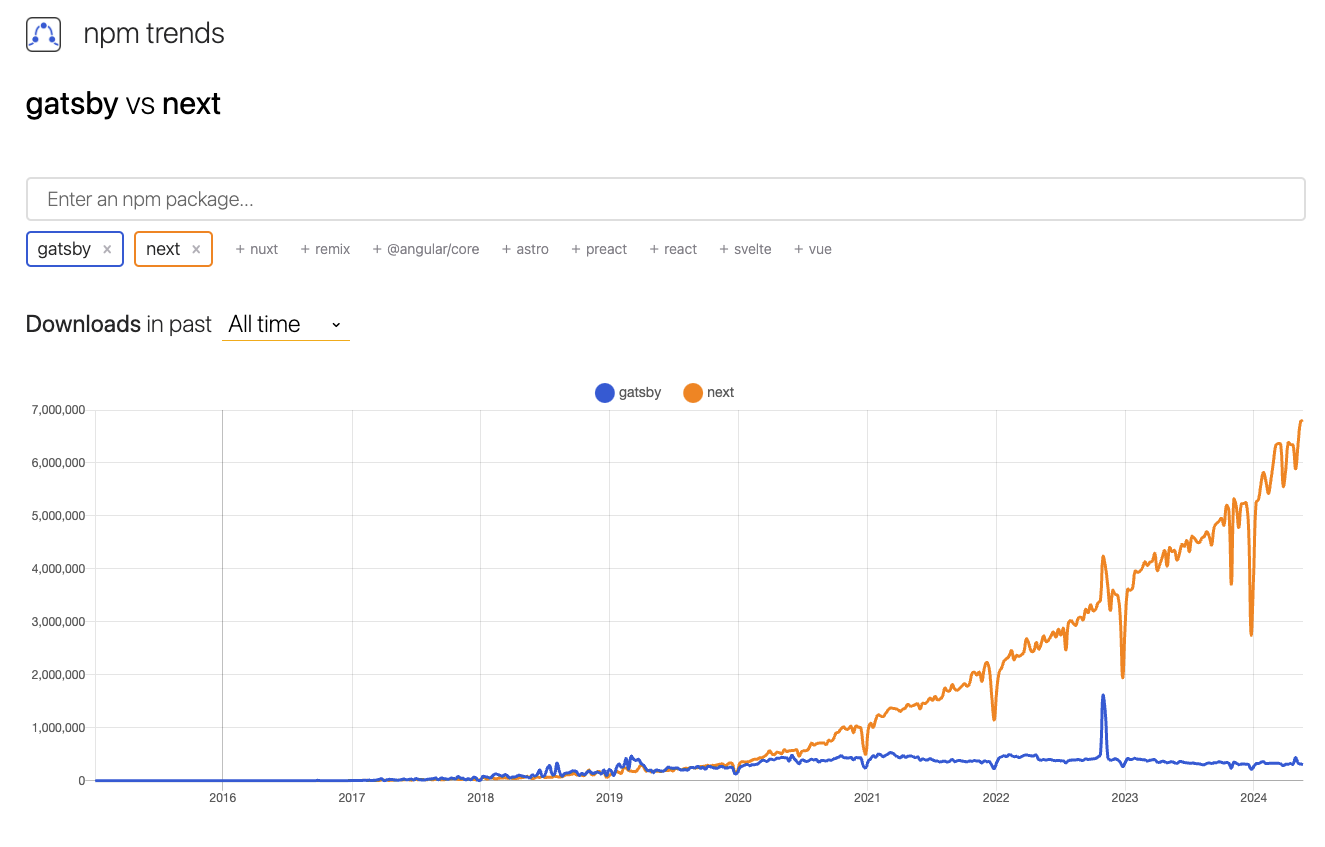 npm trends
gatsby vs next
Enter an npm package...
gatsby × next × + nuxt + remix + @angular/core + astro + preact + react + svelte + vue
Downloads in past All time
gatsby next
7,000,000
6,000,000
5,000,000
4,000,000
3,000,000
2,000,000
1,000,000
0
2016 2017 2018 2019 2020 2021 2022 2023 2024